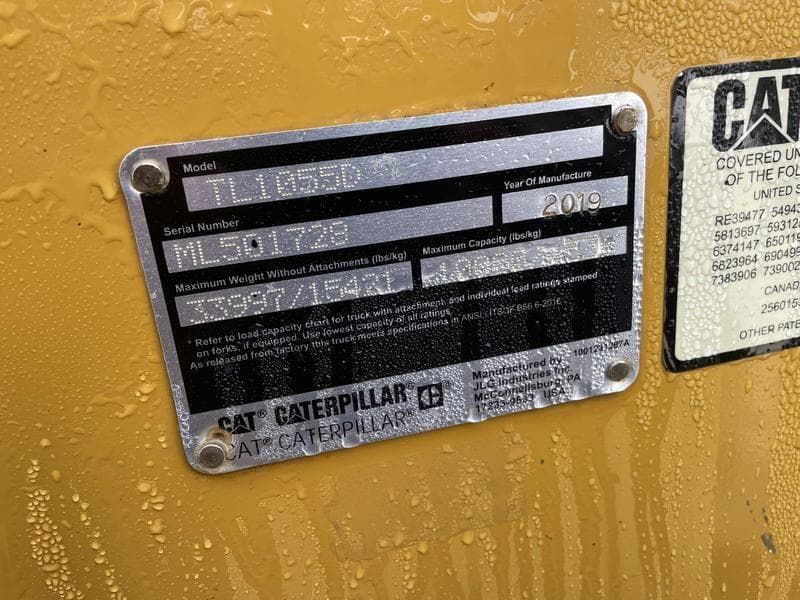 Model
TL1055D
Serial Number
Year Of Manufacture
ML501728
2019
Maximum Weight Without Attachments (lbs/kg)
Maximum Capacity (lbs/kg)
* Refer to load capacity chart for truck with attachment, and individual load ratings stamped
on forks, if equipped. Use lowest capacity of all ratings.
As released from factory this truck meets specifications in ANSI / ITSDF B56.6-2016
Manufactured by
JLG Industries Inc.
McConnellsburg, PA
USA
CAT® CATERPILLAR®
CAT® CATERPILLAR®
CAT
COVERED
OF THE
UNITED
RE39477
5813697
6374147
6823964
7383906
OTHER